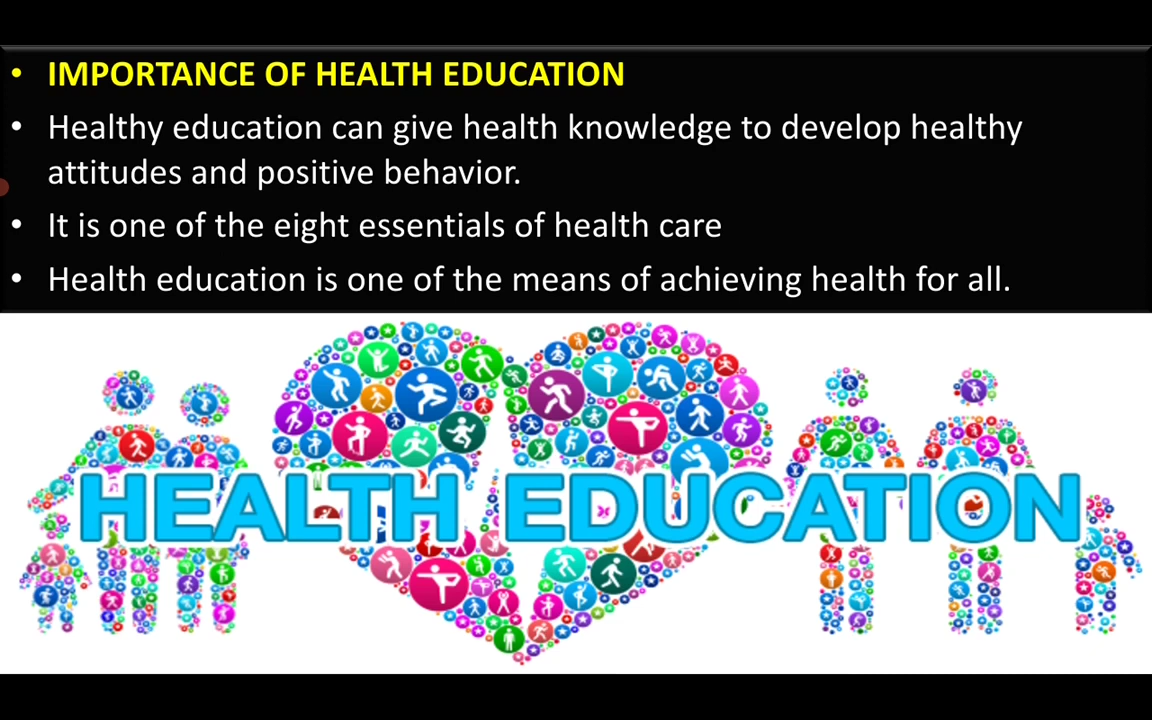 • IMPORTANCE OF HEALTH EDUCATION
• Healthy education can give health knowledge to develop healthy
attitudes and positive behavior.
• It is one of the eight essentials of health care
• Health education is one of the means of achieving health for all.
HEALTH EDUCATION